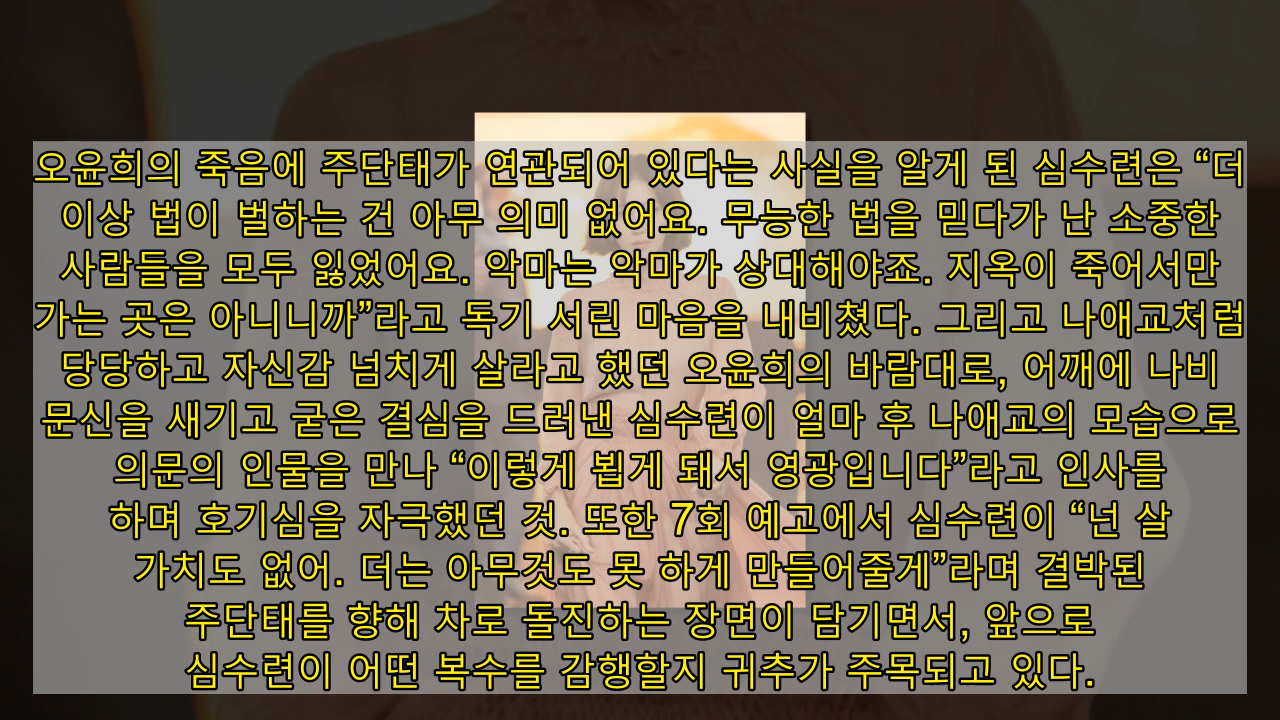 오윤희의 죽음에 주단태가 연관되어 있다는 사실을 알게 된 심수련은 “더
이상 법이 벌하는 건 아무 의미 없어요. 무능한 법을 믿다가 난 소중한
사람들을 모두 잃었어요. 악마는 악마가 상대해야죠. 지옥이 죽어서만
가는 곳은 아니니까”라고 독기 서린 마음을 내비쳤다. 그리고 나애교처럼
당당하고 자신감 넘치게 살라고 했던 오윤희의 바람대로, 어깨에 나비
문신을 새기고 굳은 결심을 드러낸 심수련이 얼마 후 나애교의 모습으로
의문의 인물을 만나 “이렇게 뵙게 돼서 영광입니다”라고 인사를
하며 호기심을 자극했던 것. 또한 7회 예고에서 심수련이 “넌 살
가치도 없어. 더는 아무것도 못 하게 만들어줄게”라며 결박된
주단태를 향해 차로 돌진하는 장면이 담기면서, 앞으로
심수련이 어떤 복수를 감행할지 귀추가 주목되고 있다.